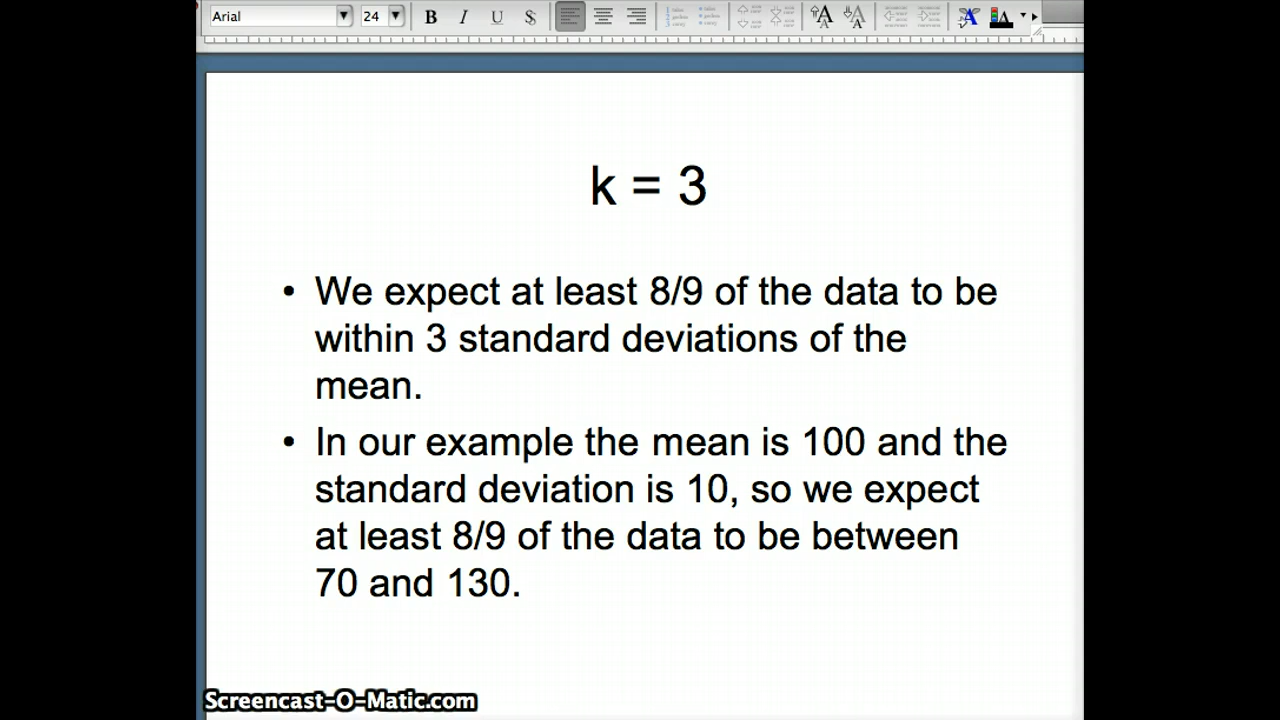 Arial 24 B I U S
k = 3
• We expect at least 8/9 of the data to be
within 3 standard deviations of the
mean.
• In our example the mean is 100 and the
standard deviation is 10, so we expect
at least 8/9 of the data to be between
70 and 130.
Screencast-O-Matic.com